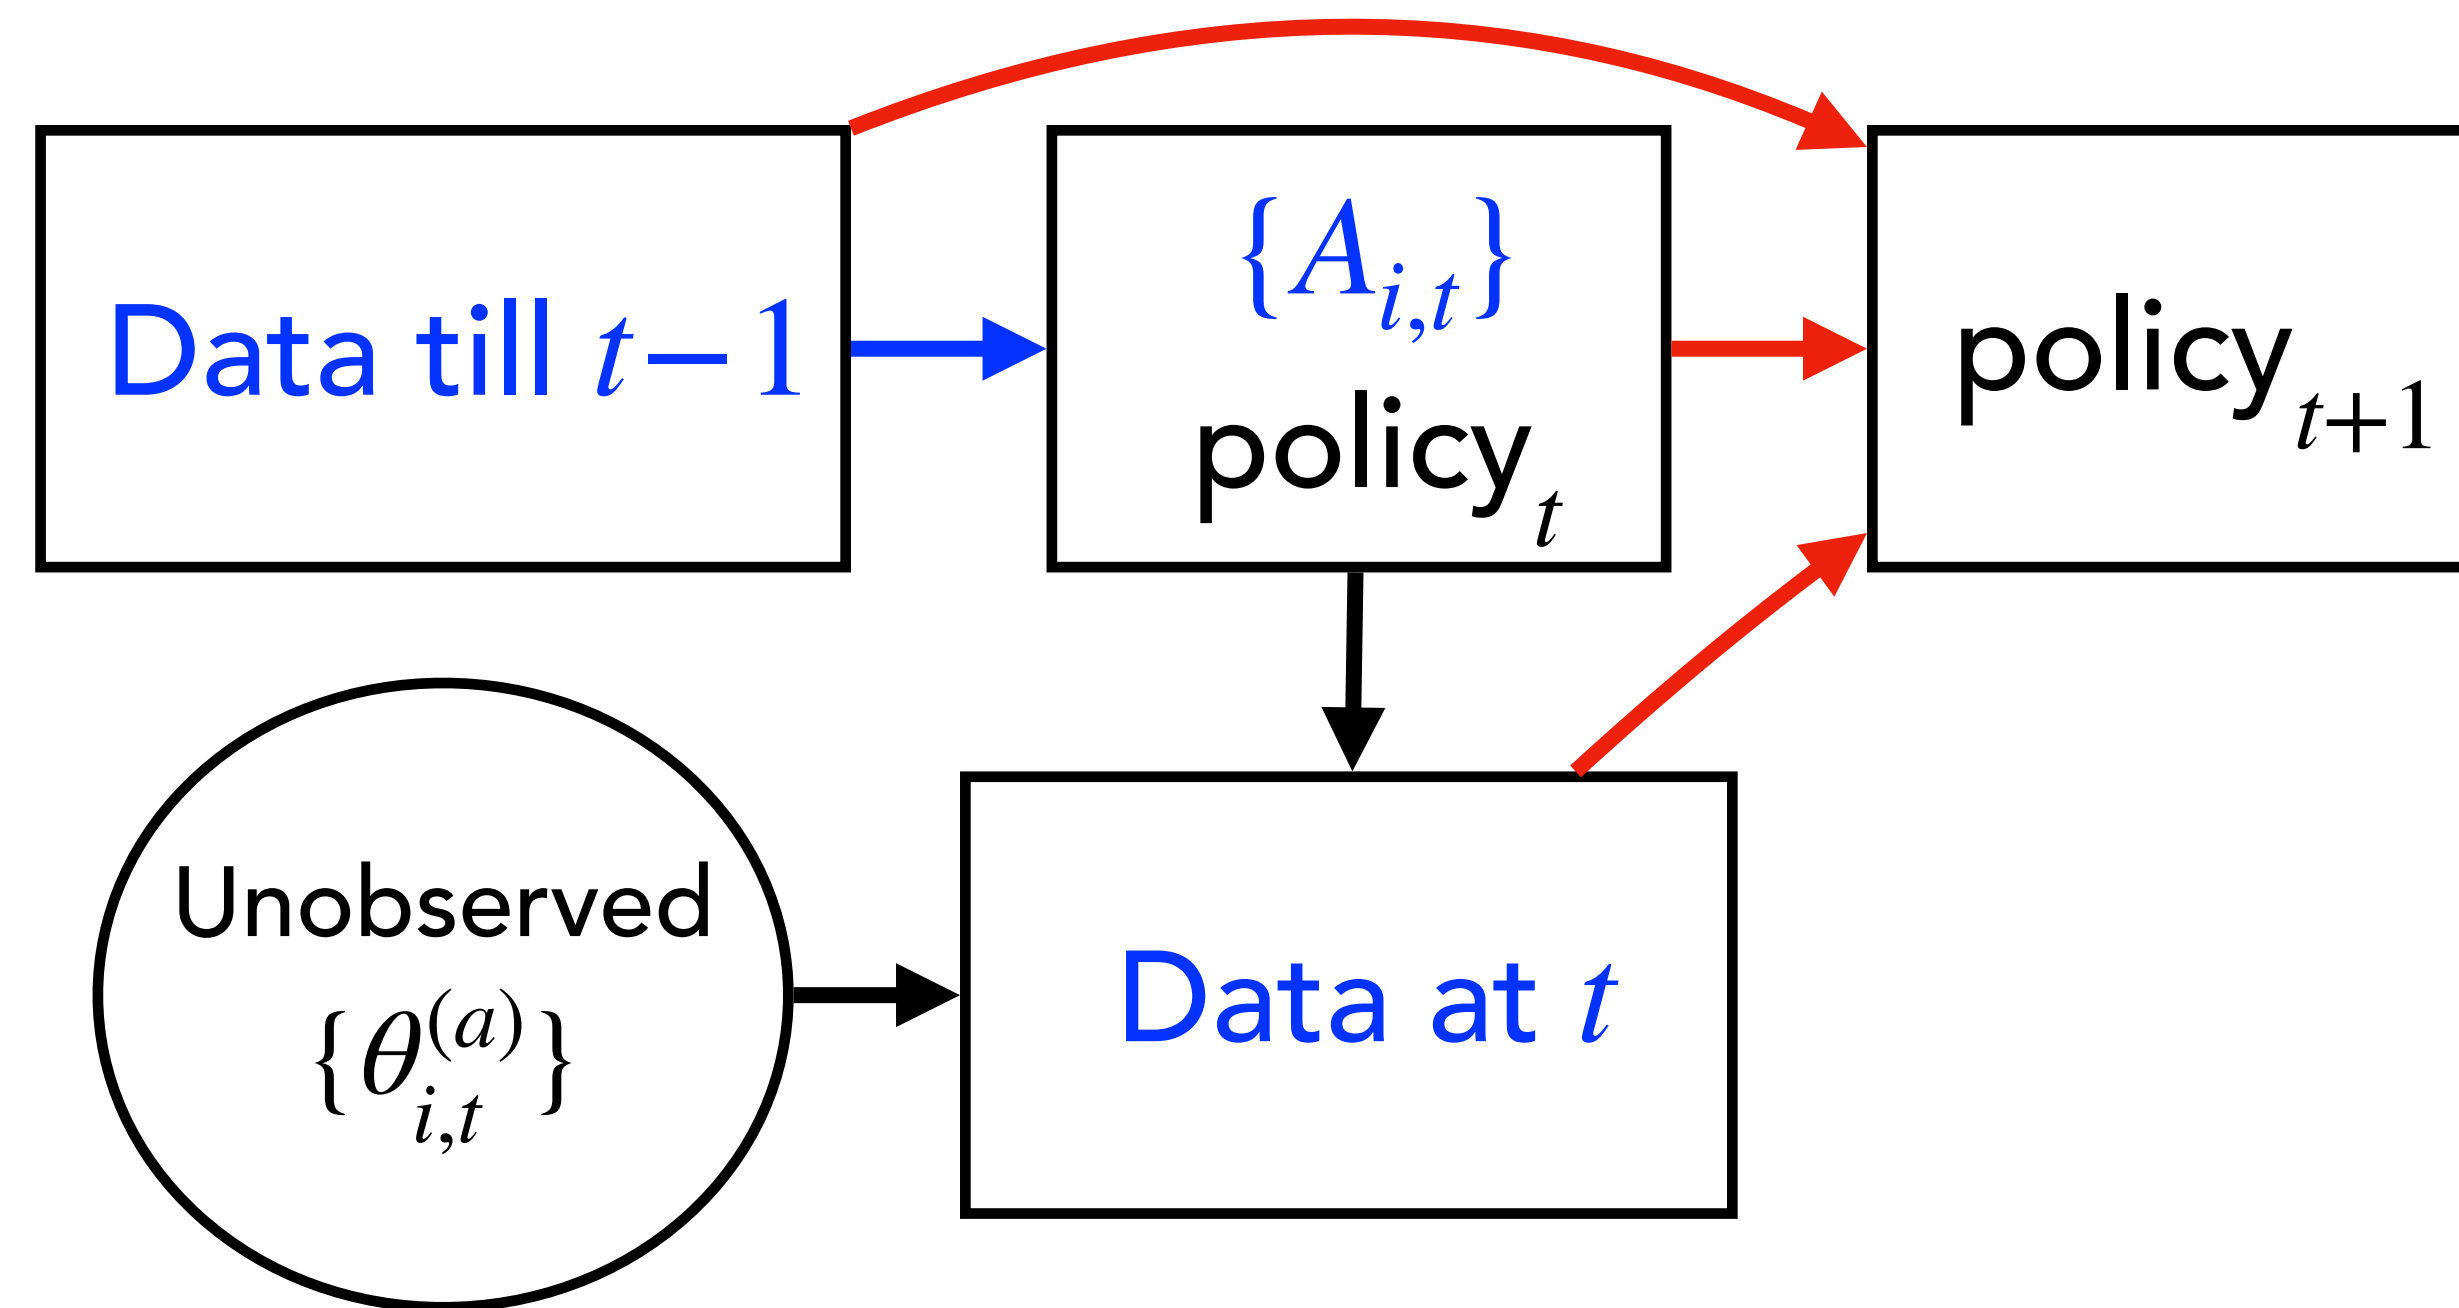 Data till t−1
{A_{i,t}}
policy_t
policy_{t+1}
Unobserved
{θ_{i,t}^{(a)}}
Data at t